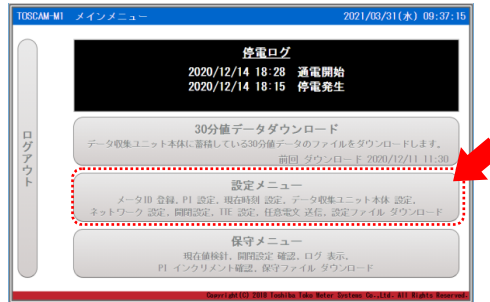 TOSCAM-M1 メインメニュー 2021/03/31(水) 09:37:15
停電ログ
2020/12/14 18:28 通電開始
2020/12/14 18:15 停電発生
ログアウト
30分値データダウンロード
データ収集ユニット本体に蓄積している30分値データのファイルをダウンロードします。
前回 ダウンロード 2020/12/11 11:30
設定メニュー
メータID 登録、PI 設定、現在時刻 設定、データ収集ユニット本体 設定、
ネットワーク 設定、開閉設定、TTE 設定、任意電文 送信、設定ファイル ダウンロード
保守メニュー
現在値検針、開閉設定 確認、ログ 表示、
PI インクリメント確認、保守ファイル ダウンロード
Copyright(C) 2018 Toshiba Toko Meter Systems Co.,Ltd. All Rights Reserved.